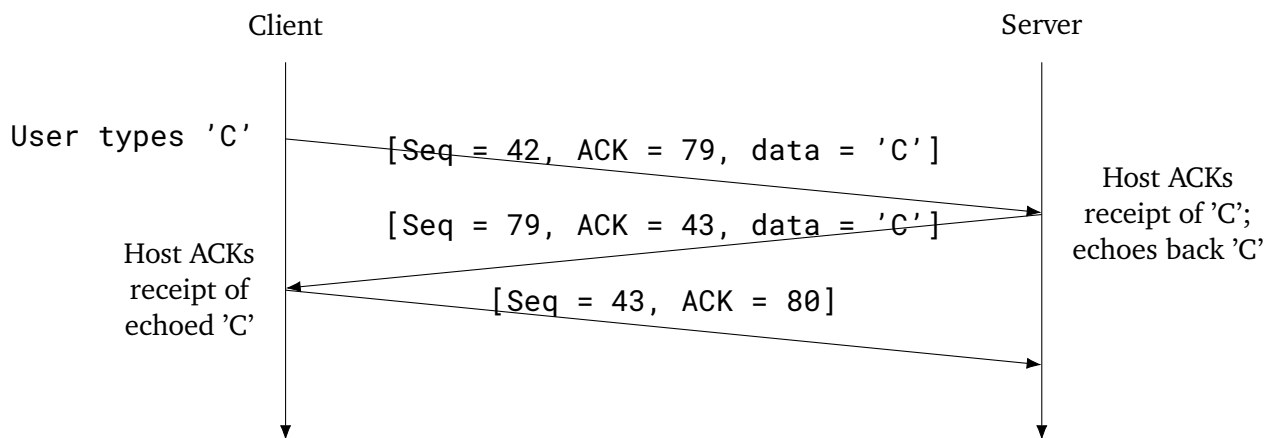 Client
Server
User types ’C’
[Seq = 42, ACK = 79, data = ’C’]
Host ACKs
receipt of ’C’;
echoes back ’C’
[Seq = 79, ACK = 43, data = ’C’]
Host ACKs
receipt of
echoed ’C’
[Seq = 43, ACK = 80]